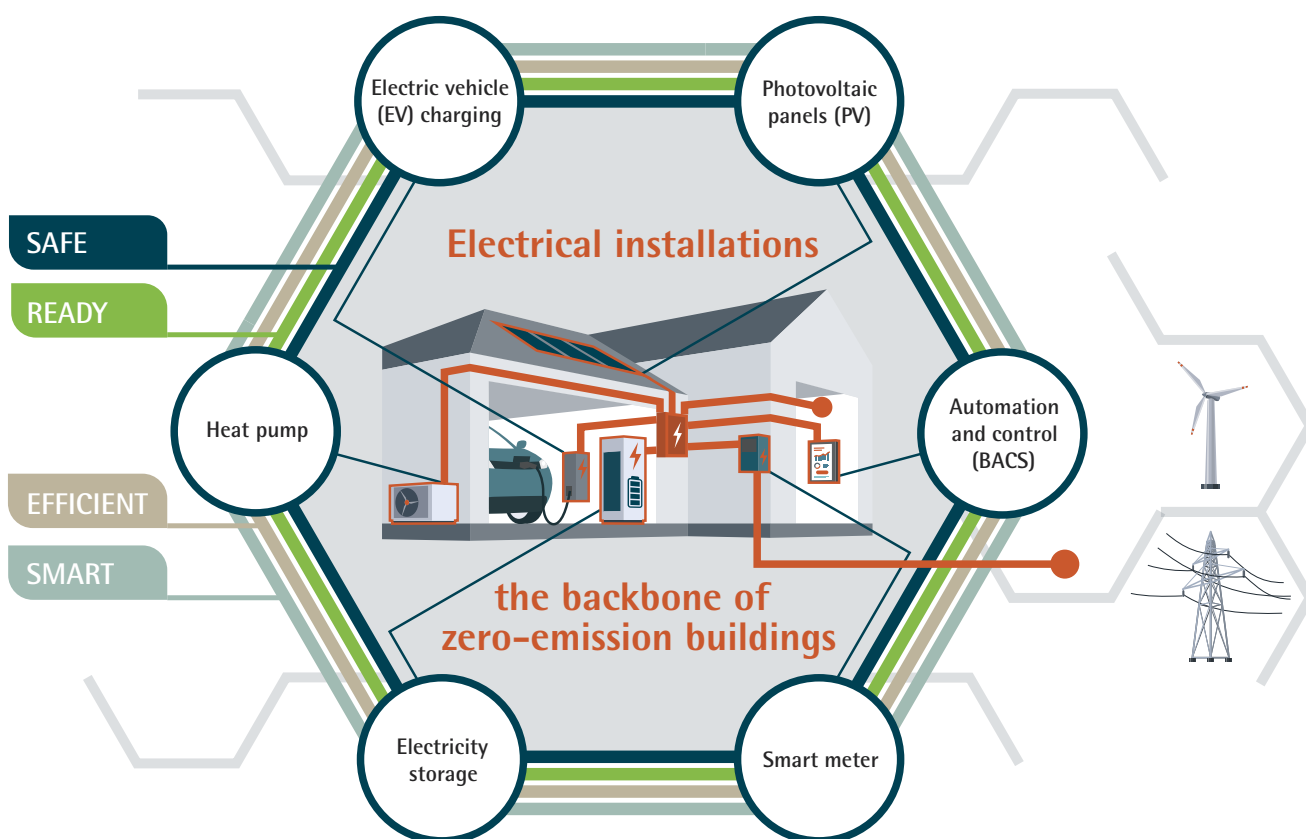 Electric vehicle
(EV) charging
Photovoltaic
panels (PV)
SAFE
Electrical installations
READY
Heat pump
Automation
and control
(BACS)
EFFICIENT
SMART
the backbone of
zero-emission buildings
Electricity
storage
Smart meter